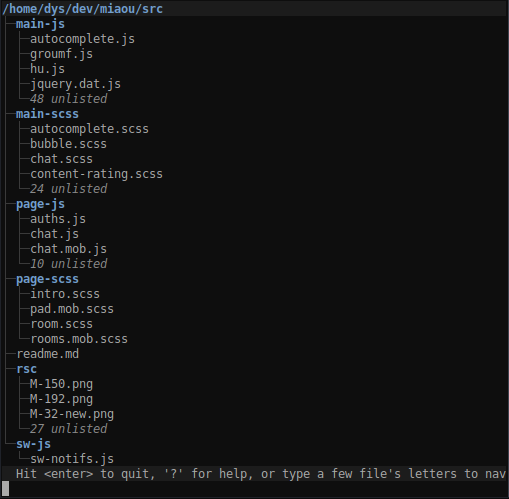 /home/dys/dev/miaou/src
main-js
autocomplete.js
groumf.js
hu.js
jquery.dat.js
48 unlisted
main-scss
autocomplete.scss
bubble.scss
chat.scss
content-rating.scss
24 unlisted
page-js
auths.js
chat.js
chat.mob.js
10 unlisted
page-scss
intro.scss
pad.mob.scss
room.scss
rooms.mob.scss
readme.md
rsc
M-150.png
M-192.png
M-32-new.png
27 unlisted
sw-js
sw-notifs.js
Hit <enter> to quit, '?' for help, or type a few file's letters to nav